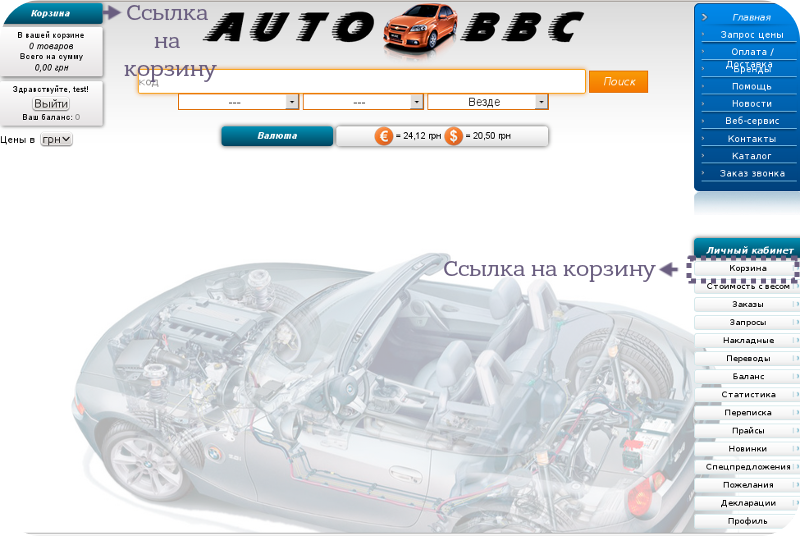 Корзина
В вашей корзине
0 товаров
Всего на сумму
0,00 грн
Здравствуйте, test!
Выйти
Ваш баланс: 0
Цены в грн
Ссылка
на
корзину
AUTO BBC
код
Поиск
---
---
Везде
Валюта
€ = 24,12 грн $ = 20,50 грн
Главная
Запрос цены
Оплата /
Доставка
Бренды
Помощь
Новости
Веб-сервис
Контакты
Каталог
Заказ звонка
Личный кабинет
Ссылка на корзину
Корзина
Стоимость с весом
Заказы
Запросы
Накладные
Переводы
Баланс
Статистика
Переписка
Прайсы
Новинки
Спецпредложения
Пожелания
Декларации
Профиль